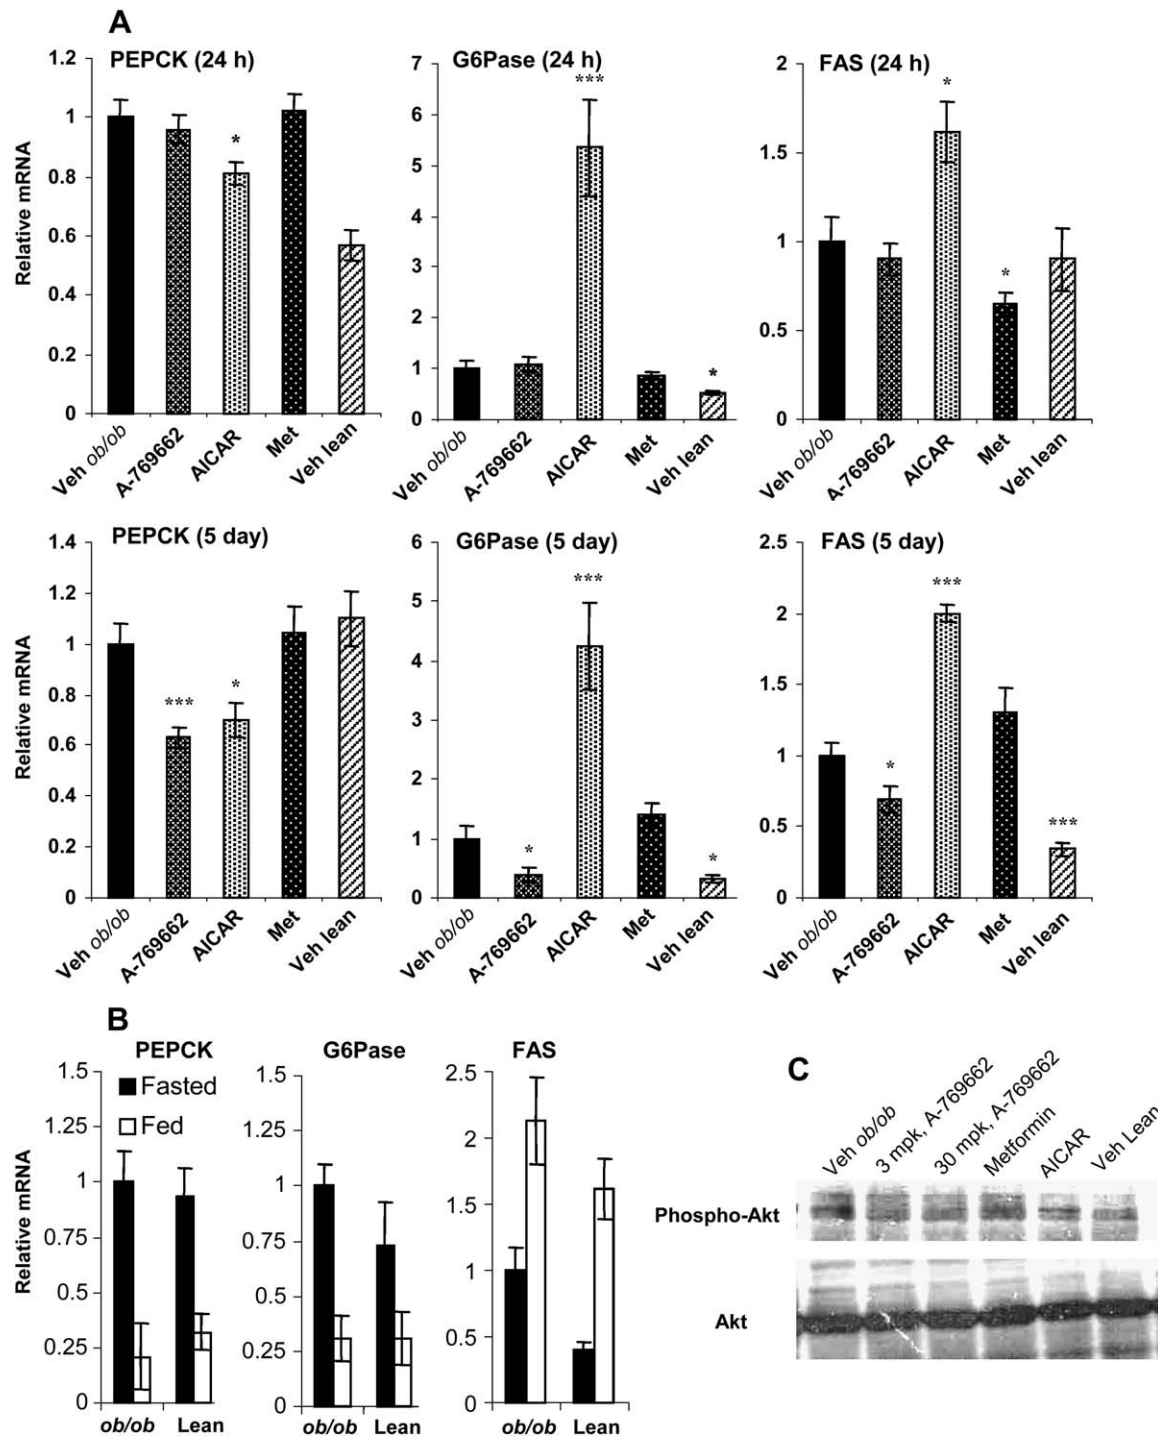 A
PEPCK (24 h)
G6Pase (24 h)
FAS (24 h)
Relative mRNA
1.2
1
0.8
0.6
0.4
0.2
0
*
Veh ob/ob
A-769662
AICAR
Met
Veh lean
7
6
5
4
3
2
1
0
***
*
Veh ob/ob
A-769662
AICAR
Met
Veh lean
2
1.5
1
0.5
0
*
*
Veh ob/ob
A-769662
AICAR
Met
Veh lean
PEPCK (5 day)
G6Pase (5 day)
FAS (5 day)
Relative mRNA
1.4
1.2
1
0.8
0.6
0.4
0.2
0
***
*
Veh ob/ob
A-769662
AICAR
Met
Veh lean
6
5
4
3
2
1
0
*
***
*
Veh ob/ob
A-769662
AICAR
Met
Veh lean
2.5
2
1.5
1
0.5
0
*
***
***
Veh ob/ob
A-769662
AICAR
Met
Veh lean
B
PEPCK
G6Pase
FAS
Relative mRNA
1.5
1.25
1
0.75
0.5
0.25
0
Fasted
Fed
ob/ob
Lean
1.5
1.25
1
0.75
0.5
0.25
0
ob/ob
Lean
2.5
2
1.5
1
0.5
0
ob/ob
Lean
C
Veh ob/ob
3 mpk, A-769662
30 mpk, A-769662
Metformin
AICAR
Veh Lean
Phospho-Akt
Akt